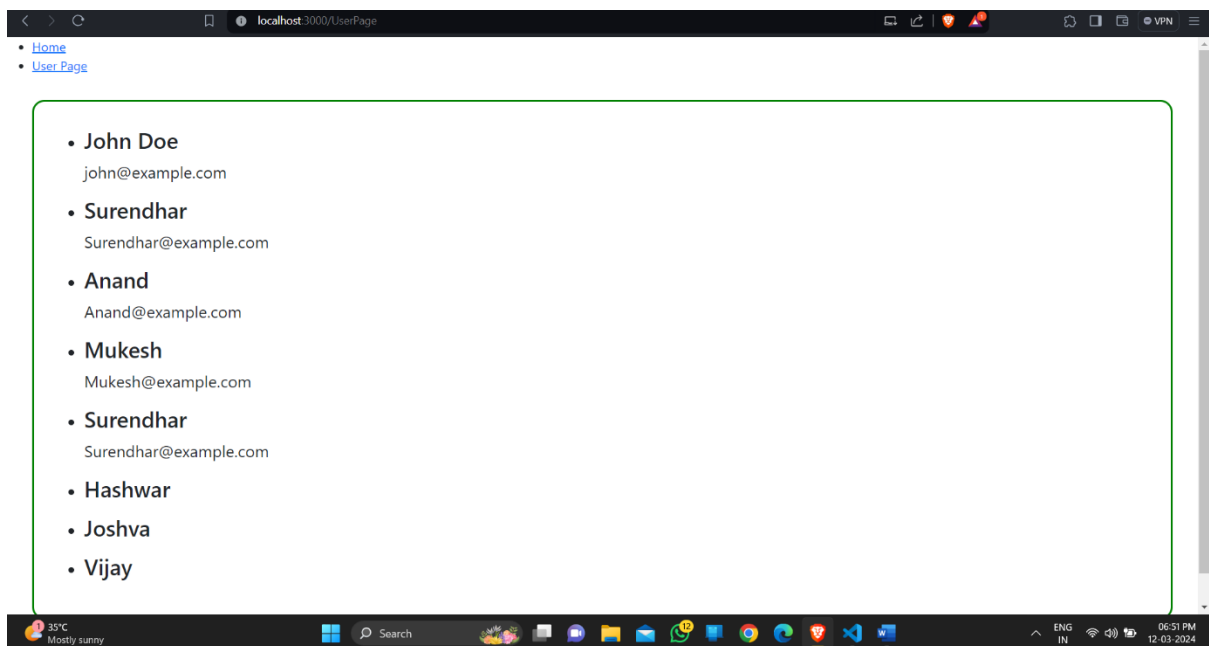 localhost:3000/UserPage
VPN
Home
User Page
John Doe
john@example.com
Surendhar
Surendhar@example.com
Anand
Anand@example.com
Mukesh
Mukesh@example.com
Surendhar
Surendhar@example.com
Hashwar
Joshva
Vijay
1
35°C
Mostly sunny
Search
12
ENG
IN
06:51 PM
12-03-2024